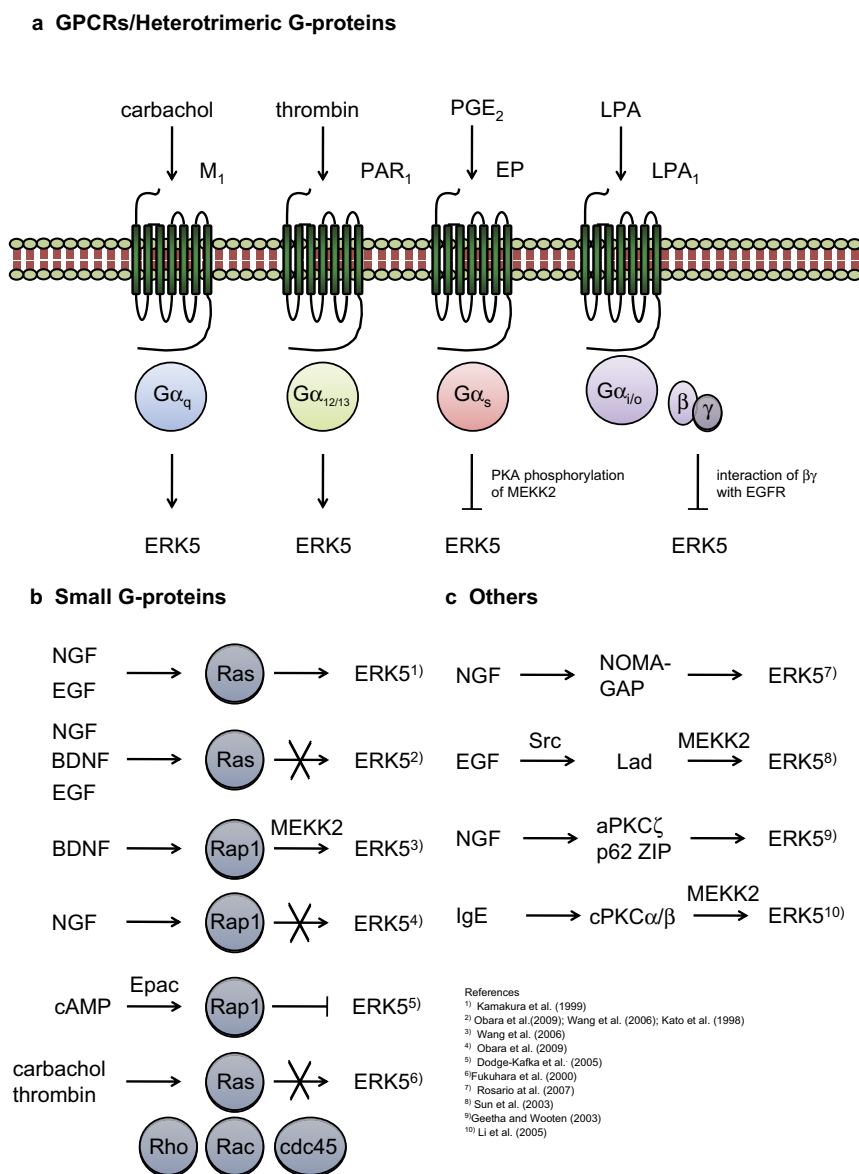 a GPCRs/Heterotrimeric G-proteins
carbachol thrombin PGE2 LPA
M1 PAR1 EP LPA1
Gαq Gα12/13 Gαs Gαi/o β γ
PKA phosphorylation
of MEKK2
interaction of βγ
with EGFR
ERK5 ERK5 ERK5 ERK5
b Small G-proteins
NGF
EGF
Ras ERK51)
NGF
BDNF
EGF
Ras ERK52)
MEKK2
BDNF Rap1 ERK53)
NGF Rap1 ERK54)
Epac
cAMP Rap1 ERK55)
carbachol
thrombin
Ras ERK56)
Rho Rac cdc45
c Others
NGF NOMA-
GAP ERK57)
Src MEKK2
EGF Lad ERK58)
NGF aPKCζ
p62 ZIP ERK59)
MEKK2
IgE cPKCα/β ERK510)
References
1) Kamakura et al. (1999)
2) Obara et al.(2009); Wang et al. (2006); Kato et al. (1998)
3) Wang et al. (2006)
4) Obara et al. (2009)
5) Dodge-Kafka et al. (2005)
6)Fukuhara et al. (2000)
7) Rosario at al. (2007)
8) Sun et al. (2003)
9)Geetha and Wooten (2003)
10) Li et al. (2005)